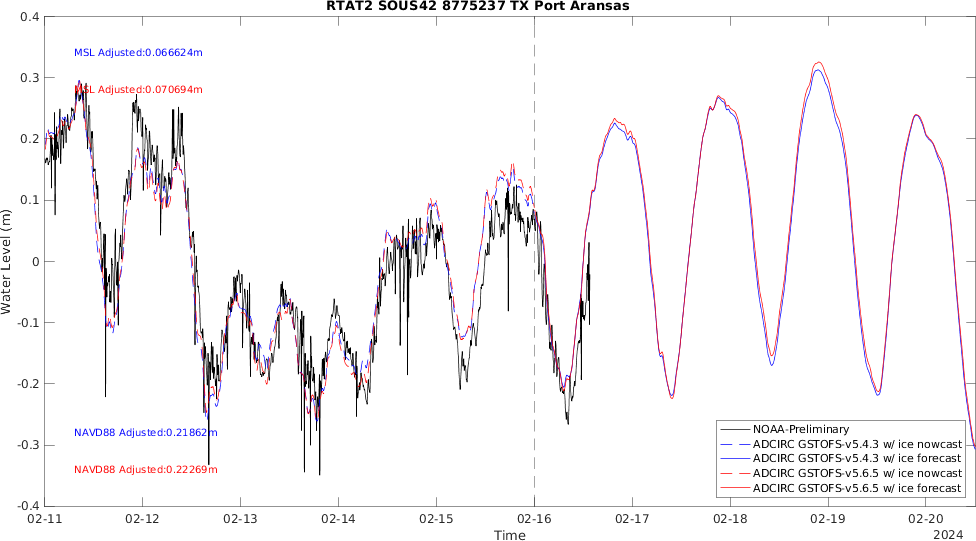 RTAT2 SOUS42 8775237 TX Port Aransas
0.4
0.3
0.2
0.1
0
-0.1
-0.2
-0.3
-0.4
Water Level (m)
MSL Adjusted:0.066624m
MSL Adjusted:0.070694m
NAVD88 Adjusted:0.21862m
NAVD88 Adjusted:0.22269m
NOAA-Preliminary
ADCIRC GSTOFS-v5.4.3 w/ ice nowcast
ADCIRC GSTOFS-v5.4.3 w/ ice forecast
ADCIRC GSTOFS-v5.6.5 w/ ice nowcast
ADCIRC GSTOFS-v5.6.5 w/ ice forecast
02-11 02-12 02-13 02-14 02-15 02-16 02-17 02-18 02-19 02-20
Time
2024